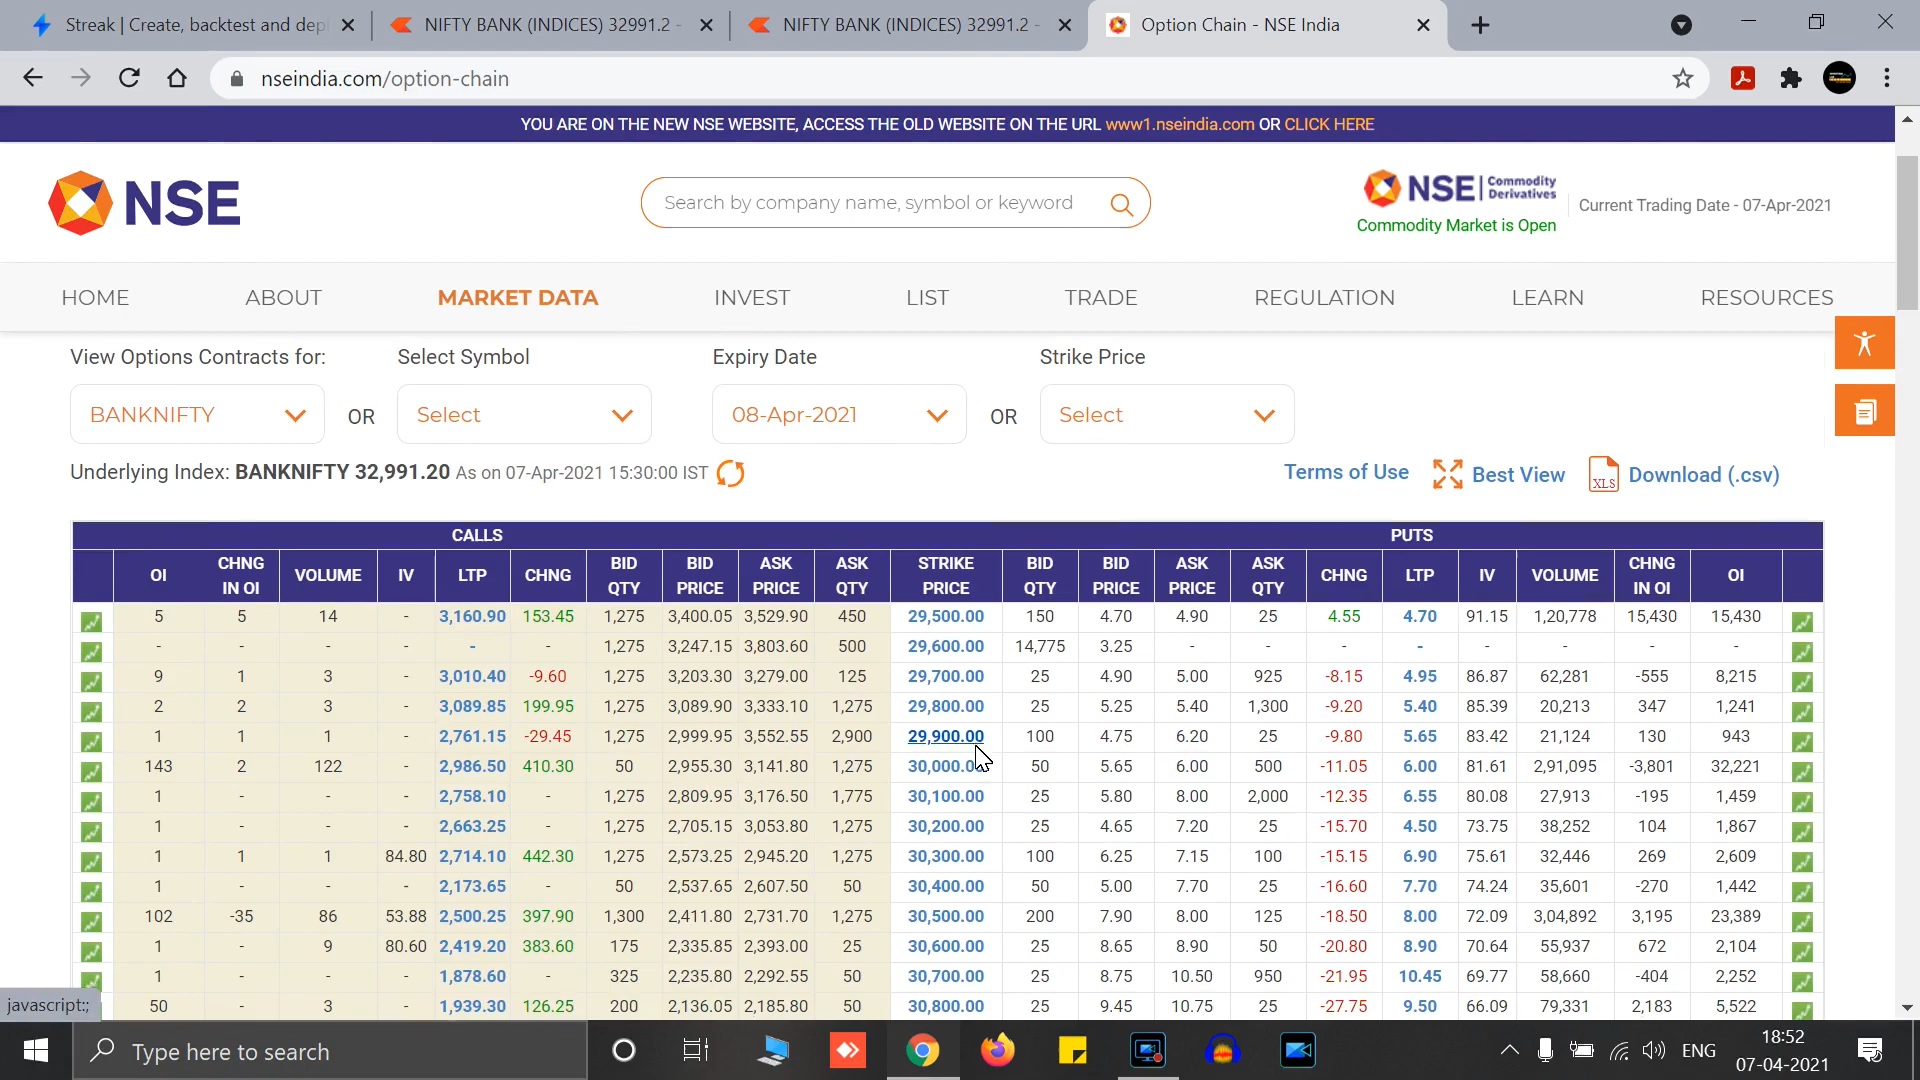 Streak | Create, backtest and dep
NIFTY BANK (INDICES) 32991.2 -
NIFTY BANK (INDICES) 32991.2 -
Option Chain - NSE India
nseindia.com/option-chain
YOU ARE ON THE NEW NSE WEBSITE, ACCESS THE OLD WEBSITE ON THE URL www1.nseindia.com OR CLICK HERE
NSE
Search by company name, symbol or keyword
NSE Commodity Derivatives
Commodity Market is Open
Current Trading Date - 07-Apr-2021
HOME ABOUT MARKET DATA INVEST LIST TRADE REGULATION LEARN RESOURCES
View Options Contracts for: Select Symbol Expiry Date Strike Price
BANKNIFTY OR Select 08-Apr-2021 OR Select
Underlying Index: BANKNIFTY 32,991.20 As on 07-Apr-2021 15:30:00 IST
Terms of Use Best View XLS Download (.csv)
CALLS PUTS
OI CHNG IN OI VOLUME IV LTP CHNG BID QTY BID PRICE ASK PRICE ASK QTY STRIKE PRICE BID QTY BID PRICE ASK PRICE ASK QTY CHNG LTP IV VOLUME CHNG IN OI OI
5 5 14 - 3,160.90 153.45 1,275 3,400.05 3,529.90 450 29,500.00 150 4.70 4.90 25 4.55 4.70 91.15 1,20,778 15,430 15,430
- - - - - - 1,275 3,247.15 3,803.60 500 29,600.00 14,775 3.25 - - - - - - - -
9 1 3 - 3,010.40 -9.60 1,275 3,203.30 3,279.00 125 29,700.00 25 4.90 5.00 925 -8.15 4.95 86.87 62,281 -555 8,215
2 2 3 - 3,089.85 199.95 1,275 3,089.90 3,333.10 1,275 29,800.00 25 5.25 5.40 1,300 -9.20 5.40 85.39 20,213 347 1,241
1 1 1 - 2,761.15 -29.45 1,275 2,999.95 3,552.55 2,900 29,900.00 100 4.75 6.20 25 -9.80 5.65 83.42 21,124 130 943
143 2 122 - 2,986.50 410.30 50 2,955.30 3,141.80 1,275 30,000.00 50 5.65 6.00 500 -11.05 6.00 81.61 2,91,095 -3,801 32,221
1 - - - 2,758.10 - 1,275 2,809.95 3,176.50 1,775 30,100.00 25 5.80 8.00 2,000 -12.35 6.55 80.08 27,913 -195 1,459
1 - - - 2,663.25 - 1,275 2,705.15 3,053.80 1,275 30,200.00 25 4.65 7.20 25 -15.70 4.50 73.75 38,252 104 1,867
1 1 1 84.80 2,714.10 442.30 1,275 2,573.25 2,945.20 1,275 30,300.00 100 6.25 7.15 100 -15.15 6.90 75.61 32,446 269 2,609
1 - - - 2,173.65 - 50 2,537.65 2,607.50 50 30,400.00 50 5.00 7.70 25 -16.60 7.70 74.24 35,601 -270 1,442
102 -35 86 53.88 2,500.25 397.90 1,300 2,411.80 2,731.70 1,275 30,500.00 200 7.90 8.00 125 -18.50 8.00 72.09 3,04,892 3,195 23,389
1 - 9 80.60 2,419.20 383.60 175 2,335.85 2,393.00 25 30,600.00 25 8.65 8.90 50 -20.80 8.90 70.64 55,937 672 2,104
1 - - - 1,878.60 - 325 2,235.80 2,292.55 50 30,700.00 25 8.75 10.50 950 -21.95 10.45 69.77 58,660 -404 2,252
50 - 3 - 1,939.30 126.25 200 2,136.05 2,185.80 50 30,800.00 25 9.45 10.75 25 -27.75 9.50 66.09 79,331 2,183 5,522
javascript:;
Type here to search
ENG
18:52
07-04-2021